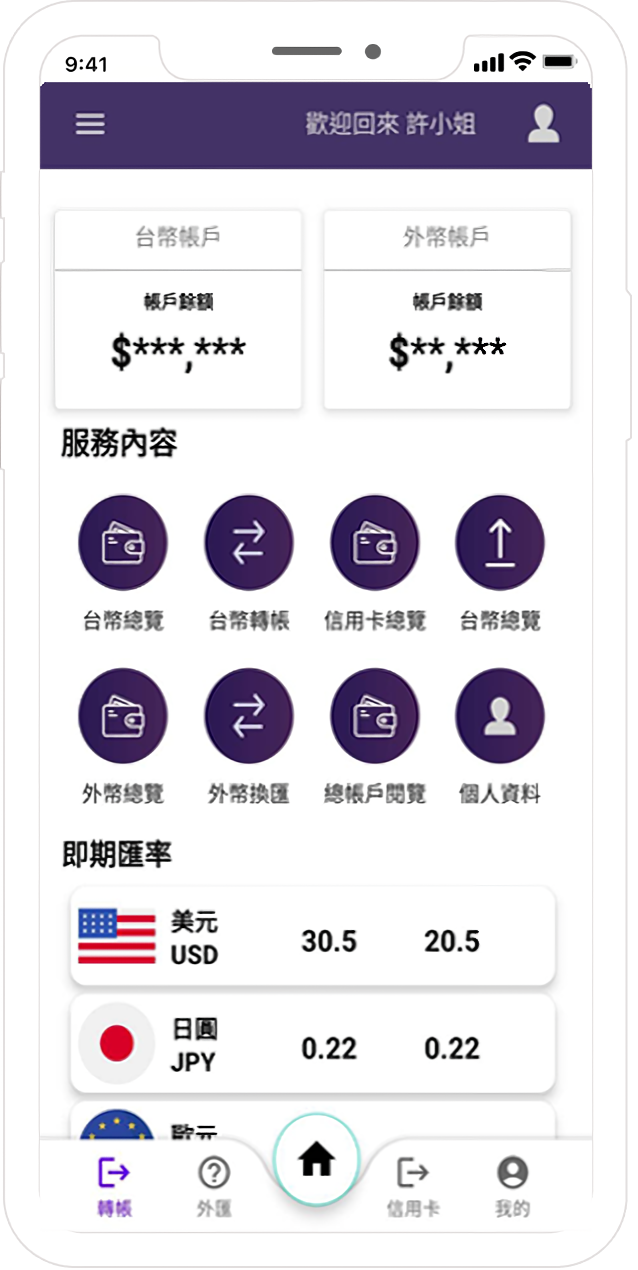 9:41
歡迎回來 許小姐
台幣帳戶
外幣帳戶
帳戶餘額
帳戶餘額
$***,***
$**,***
服務內容
台幣總覽
台幣轉帳
信用卡總覽
台幣總覽
外幣總覽
外幣換匯
總帳戶閱覽
個人資料
即期匯率
美元
USD
30.5
20.5
日圓
JPY
0.22
0.22
歐元
轉帳
外匯
信用卡
我的